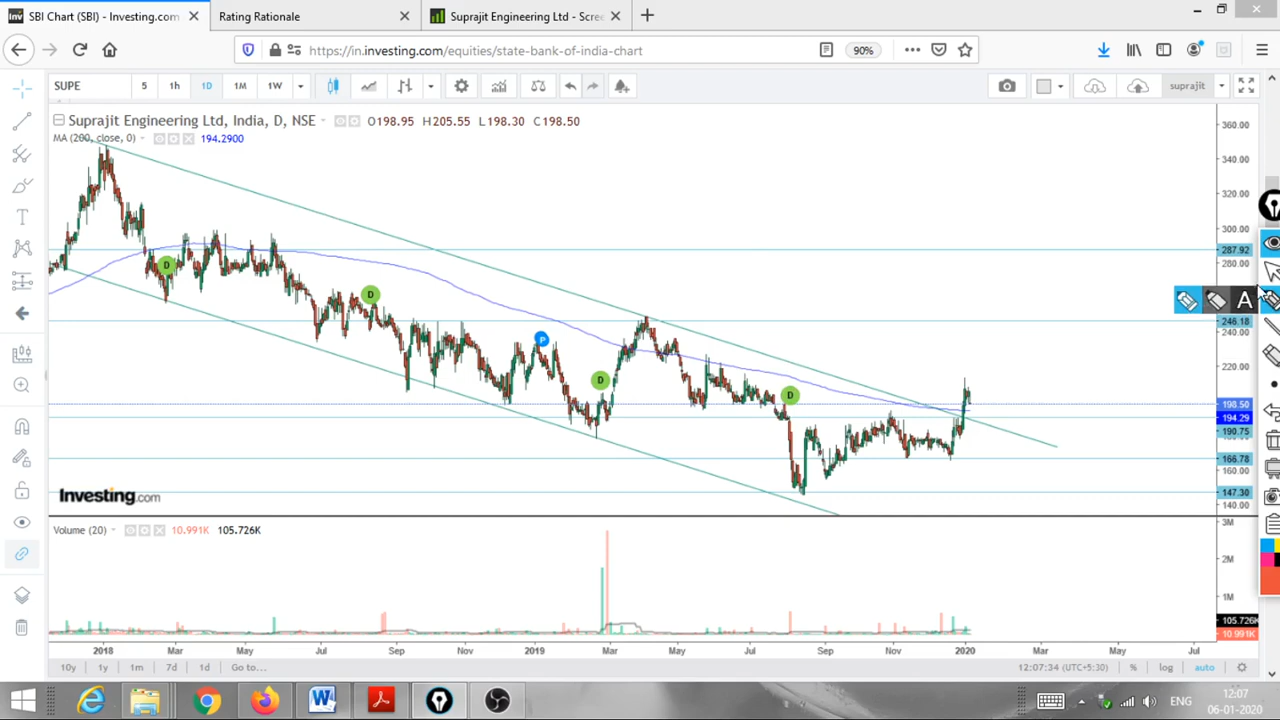 SBI Chart (SBI) - Investing.com
Rating Rationale
Suprajit Engineering Ltd - Scre
https://in.investing.com/equities/state-bank-of-india-chart
90%
SUPE
5
1h
1D
1M
1W
suprajit
Suprajit Engineering Ltd, India, D, NSE
O198.95 H205.55 L198.30 C198.50
MA (200, close, 0)
194.2900
360.00
340.00
320.00
300.00
287.92
280.00
D
A
D
246.18
240.00
P
220.00
D
D
198.50
194.29
190.75
166.78
160.00
147.30
140.00
Investing.com
Volume (20)
10.991K 105.726K
3M
2M
1M
105.726K
10.991K
2018 Mar May Jul Sep Nov 2019 Mar May Jul Sep Nov 2020 Mar May Jul
10y 1y 1m 7d 1d Go to...
12:07:34 (UTC+5:30) % log auto
ENG
12:07
06-01-2020